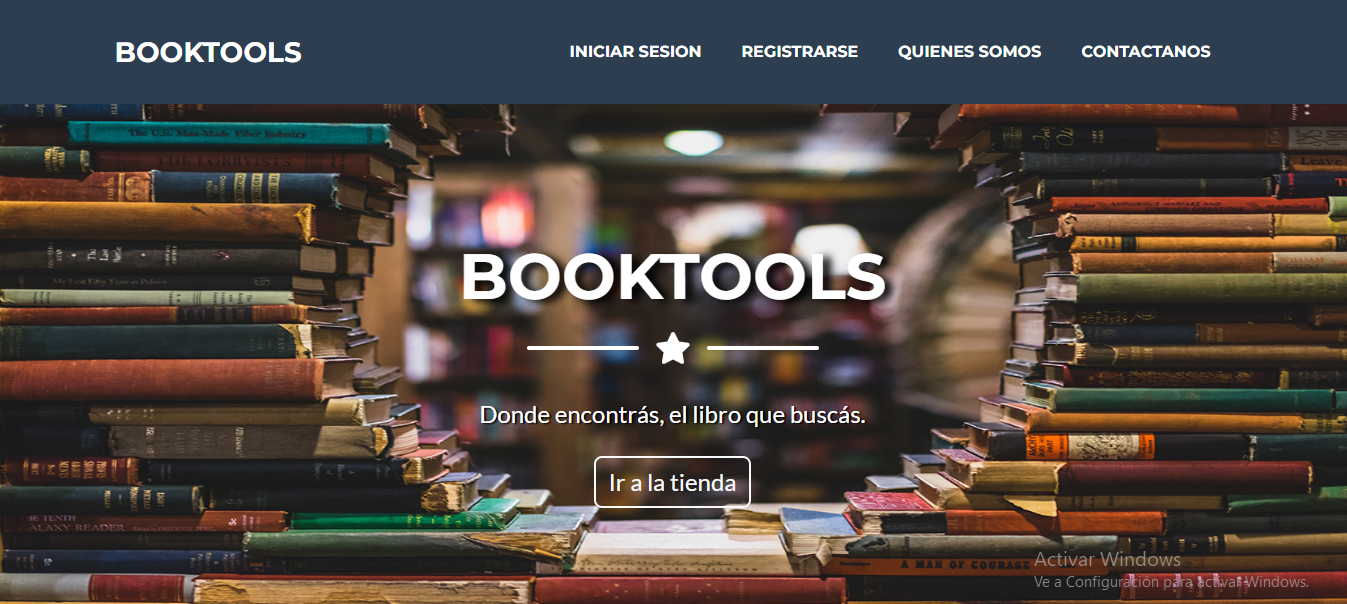 BOOKTOOLS
INICIAR SESION
REGISTRARSE
QUIENES SOMOS
CONTACTANOS
The U.S. Man-Made Fiber Industry
THE LOBBYISTS
BOOKTOOLS
Donde encontrás, el libro que buscás.
Ir a la tienda
GALAXY READER
A MAN OF COURAGE
Activar Windows
Ve a Configuración para activar Windows.